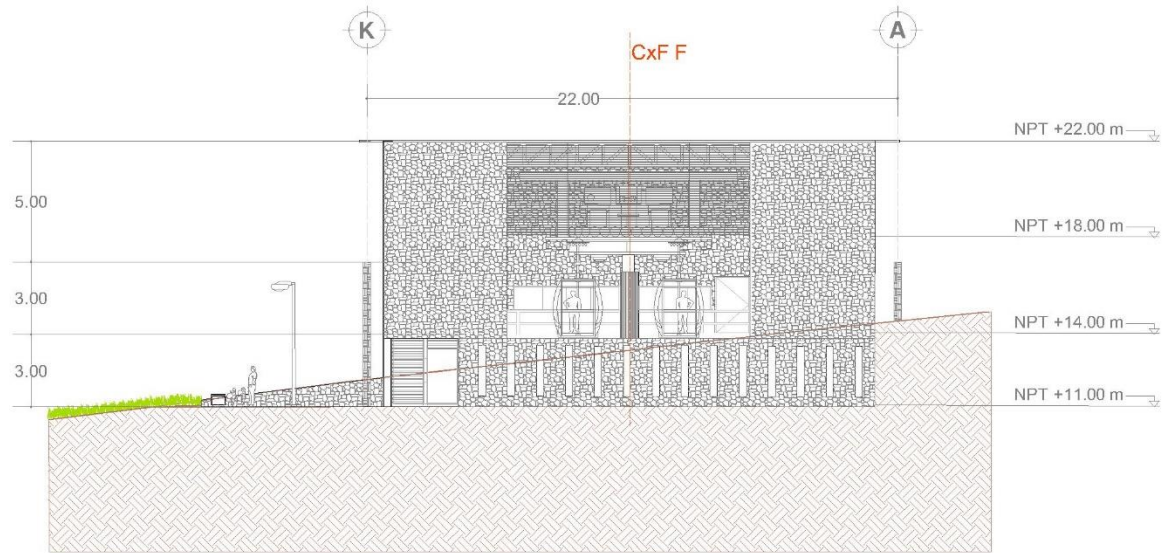 K
A
CxF F
22.00
NPT +22.00 m
5.00
NPT +18.00 m
3.00
NPT +14.00 m
3.00
NPT +11.00 m